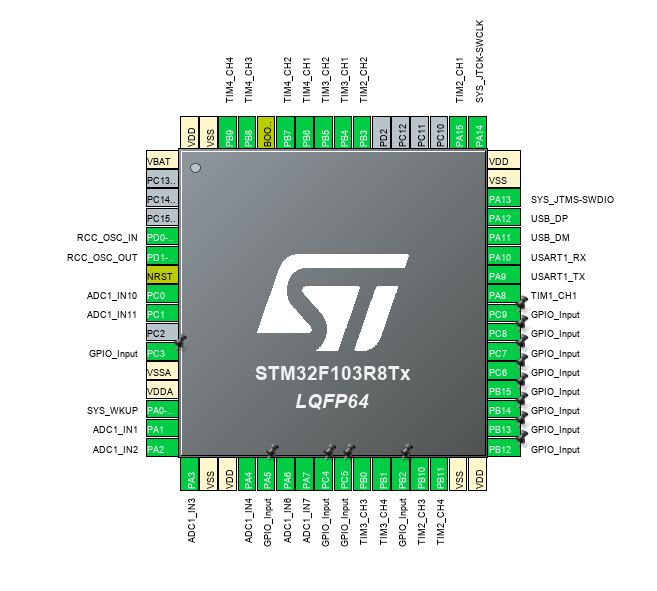 TIM4_CH4
TIM4_CH3
TIM4_CH2
TIM4_CH1
TIM3_CH2
TIM3_CH1
TIM2_CH2
TIM2_CH1
SYS_JTCK-SWCLK
VDD
VSS
PB9
PB8
BOO..
PB7
PB6
PB5
PB4
PB3
PD2
PC12
PC11
PC10
PA15
PA14
VBAT
PC13..
PC14..
PC15..
RCC_OSC_IN PD0-..
RCC_OSC_OUT PD1-..
NRST
ADC1_IN10 PC0
ADC1_IN11 PC1
PC2
GPIO_Input PC3
VSSA
VDDA
SYS_WKUP PA0-..
ADC1_IN1 PA1
ADC1_IN2 PA2
ST
STM32F103R8Tx
LQFP64
VDD
VSS
PA13 SYS_JTMS-SWDIO
PA12 USB_DP
PA11 USB_DM
PA10 USART1_RX
PA9 USART1_TX
PA8 TIM1_CH1
PC9 GPIO_Input
PC8 GPIO_Input
PC7 GPIO_Input
PC6 GPIO_Input
PB15 GPIO_Input
PB14 GPIO_Input
PB13 GPIO_Input
PB12 GPIO_Input
PA3
VSS
VDD
PA4
PA5
PA6
PA7
PC4
PC5
PB0
PB1
PB2
PB10
PB11
VSS
VDD
ADC1_IN3
ADC1_IN4
GPIO_Input
ADC1_IN6
ADC1_IN7
GPIO_Input
GPIO_Input
TIM3_CH3
TIM3_CH4
GPIO_Input
TIM2_CH3
TIM2_CH4